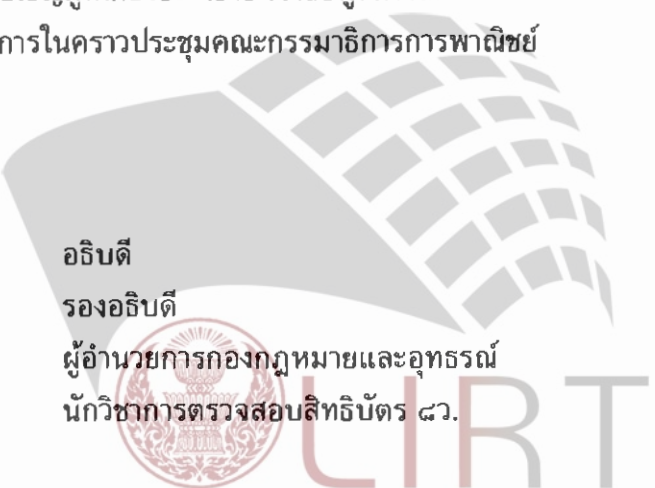 การในคราวประชุมคณะกรรมาธิการการพาณิชย์
อธิบดี
รองอธิบดี
ผู้อำนวยการกองกฎหมายและอุทธรณ์
นักวิชาการตรวจสอบสิทธิบัตร ๘ว.
LIRT